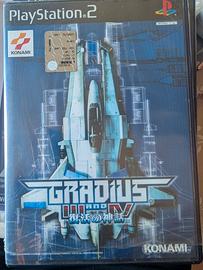 PlayStation 2
KONAMI
GRADIUS
III AND IV
復活の神話
KONAMI